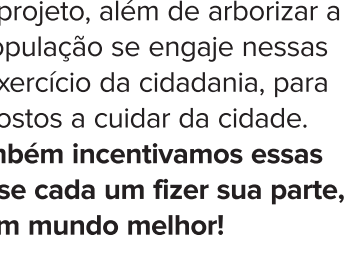 projeto, além de arborizar a
opulação se engaje nessas
xercício da cidadania, para
ostos a cuidar da cidade.
mbém incentivamos essas
se cada um fizer sua parte,
m mundo melhor!